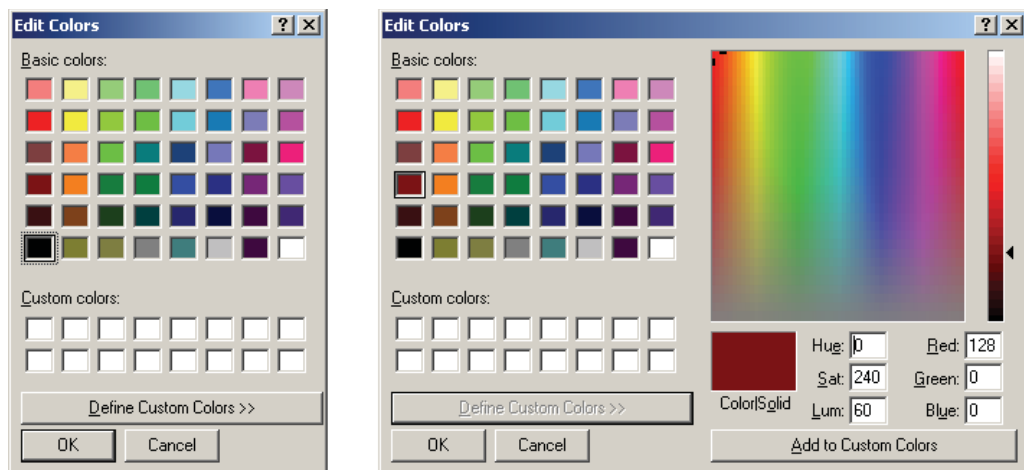 Edit Colors
Basic colors:
Custom colors:
Define Custom Colors >>
OK Cancel
Edit Colors
Basic colors:
Custom colors:
Define Custom Colors >>
OK Cancel
Color|Solid
Hue: 0 Red: 128
Sat: 240 Green: 0
Lum: 60 Blue: 0
Add to Custom Colors